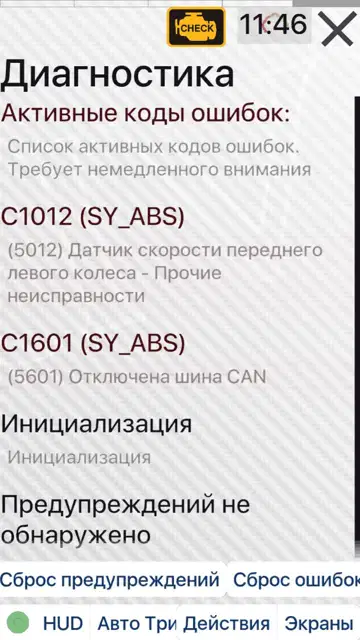 CHECK
11:46
Диагностика
Активные коды ошибок:
Список активных кодов ошибок.
Требует немедленного внимания
C1012 (SY_ABS)
(5012) Датчик скорости переднего
левого колеса - Прочие
неисправности
C1601 (SY_ABS)
(5601) Отключена шина CAN
Инициализация
Инициализация
Предупреждений не
обнаружено
Сброс предупреждений
Сброс ошибок
HUD
Авто Три
Действия
Экраны